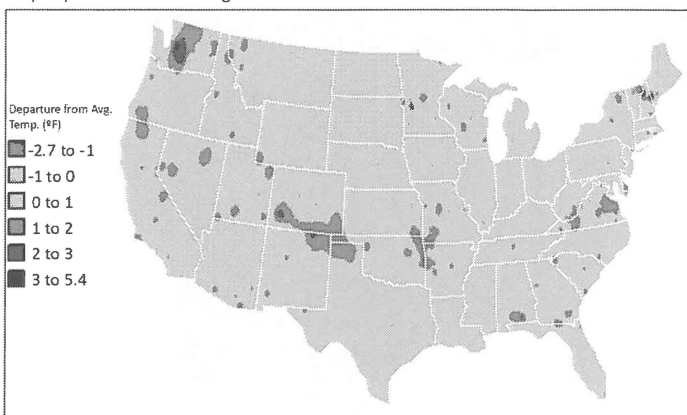 Departure from Avg.
Temp. (ºF)
-2.7 to -1
-1 to 0
0 to 1
1 to 2
2 to 3
3 to 5.4